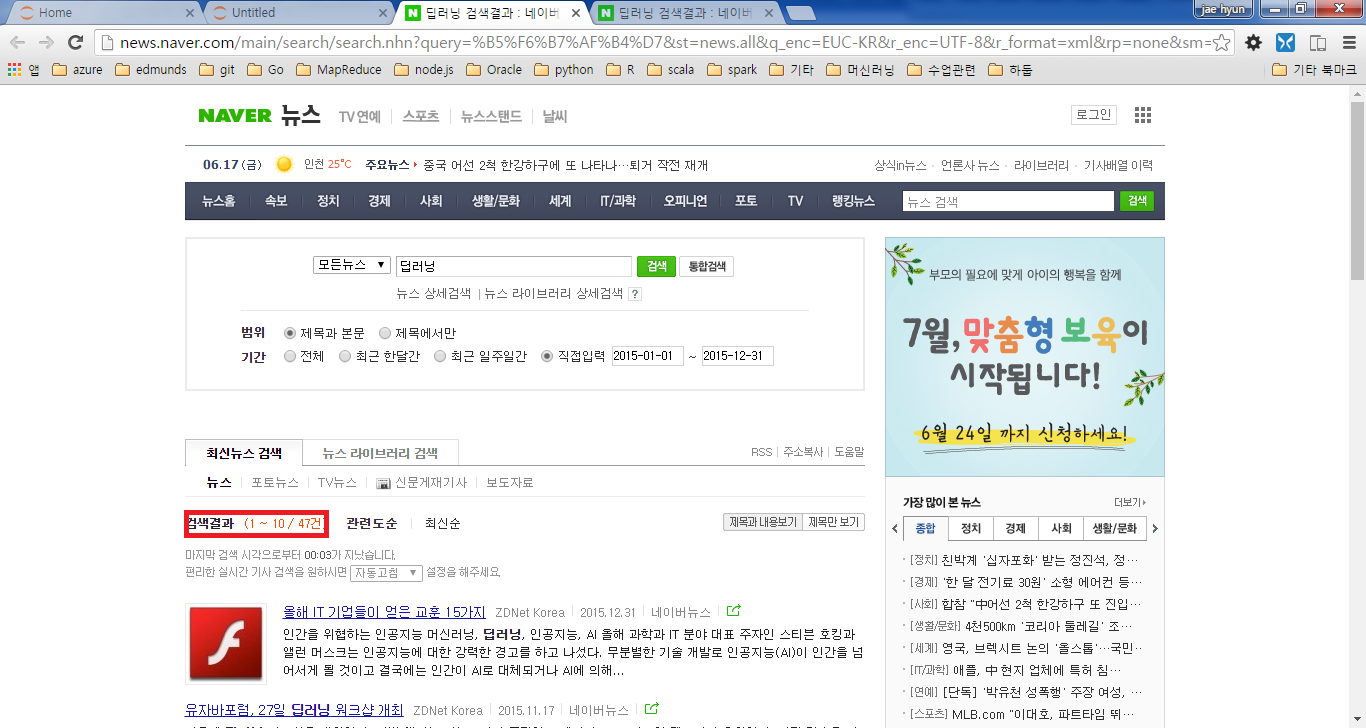 Home
Untitled
딥러닝 검색결과 : 네이버
딥러닝 검색결과 : 네이버
jae hyun
news.naver.com/main/search/search.nhn?query=%B5%F6%B7%AF%B4%D7&st=news.all&q_enc=EUC-KR&r_enc=UTF-8&r_format=xml&rp=none&sm=
앱 azure edmunds git Go MapReduce node.js Oracle python R scala spark 기타 머신러닝 수업관련 하둡 기타 북마크
NAVER 뉴스 TV연예 스포츠 뉴스스탠드 날씨 로그인
06.17 (금) 인천 25°C 주요뉴스 중국 어선 2척 한강하구에 또 나타나…퇴거 작전 재개 상식in뉴스 · 언론사 뉴스 · 라이브러리 · 기사배열 이력
뉴스홈 속보 정치 경제 사회 생활/문화 세계 IT/과학 오피니언 포토 TV 랭킹뉴스 뉴스 검색 검색
모든뉴스 딥러닝 검색 통합검색
뉴스 상세검색 | 뉴스 라이브러리 상세검색 ?
범위 제목과 본문 제목에서만
기간 전체 최근 한달간 최근 일주일간 직접입력 2015-01-01 ~ 2015-12-31
부모의 필요에 맞게 아이의 행복을 함께
7월, 맞춤형 보육이
시작됩니다!
6월 24일 까지 신청하세요!
최신뉴스 검색 뉴스 라이브러리 검색 RSS 주소복사 도움말
뉴스 포토뉴스 TV뉴스 신문게재기사 보도자료
검색결과 (1 ~ 10 / 47건) 관련도순 최신순 제목과 내용보기 제목만 보기
마지막 검색 시각으로부터 00:03가 지났습니다.
편리한 실시간 기사 검색을 원하시면 자동고침 설정을 해주세요.
올해 IT 기업들이 얻은 교훈 15가지 ZDNet Korea 2015.12.31 네이버뉴스
인간을 위협하는 인공지능 머신러닝, 딥러닝, 인공지능, AI 올해 과학과 IT 분야 대표 주자인 스티븐 호킹과
앨런 머스크는 인공지능에 대한 강력한 경고를 하고 나섰다. 무분별한 기술 개발로 인공지능(AI)이 인간을 넘
어서게 될 것이고 결국에는 인간이 AI로 대체되거나 AI에 의해...
유자바포럼, 27일 딥러닝 워크샵 개최 ZDNet Korea 2015.11.17 네이버뉴스
가장 많이 본 뉴스 더보기
종합 정치 경제 사회 생활/문화
[정치] 친박계 '십자포화' 받는 정진석, 정…
[경제] '한 달 전기로 30원' 소형 에어컨 등…
[사회] 합참 "中어선 2척 한강하구 또 진입…
[생활/문화] 4천500km '코리아 둘레길' 조…
[세계] 영국, 브렉시트 논의 '올스톱'…국민…
[IT/과학] 애플, 中 현지 업체에 특허 침…
[연예] [단독] '박유천 성폭행' 주장 여성, …
[스포츠] MLB.com "이대호, 파트타임 뛰…